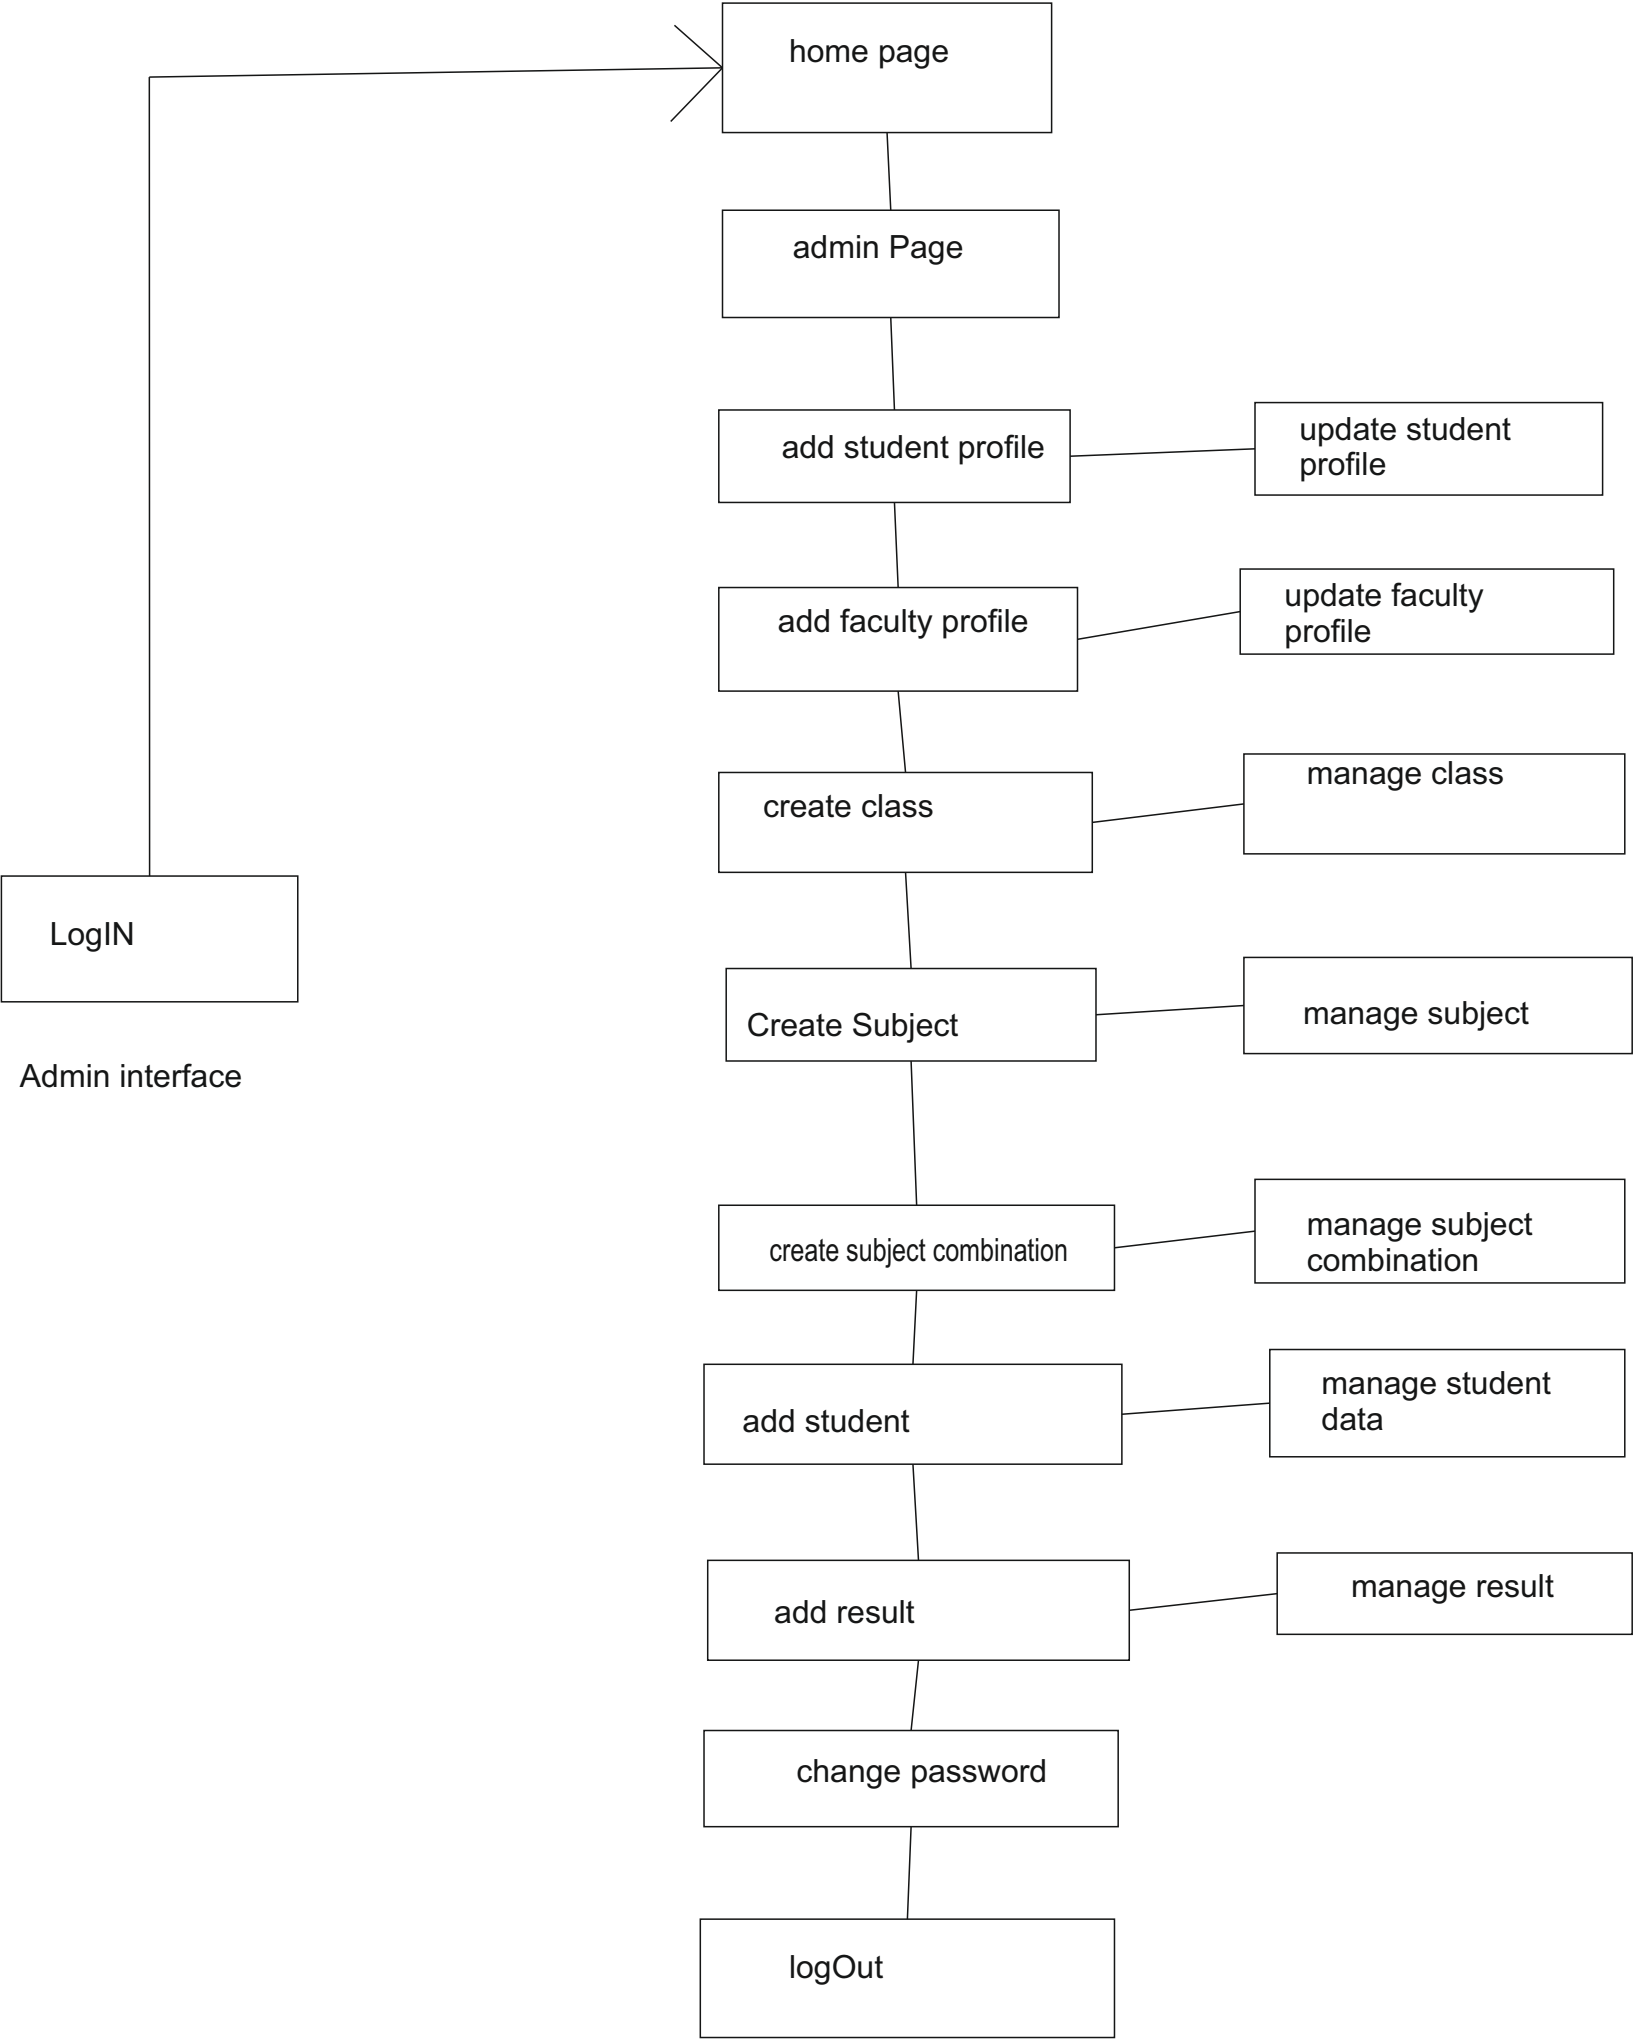 home page
admin Page
add student profile
update student
profile
add faculty profile
update faculty
profile
create class
manage class
LogIN
Create Subject
manage subject
Admin interface
create subject combination
manage subject
combination
add student
manage student
data
add result
manage result
change password
logOut